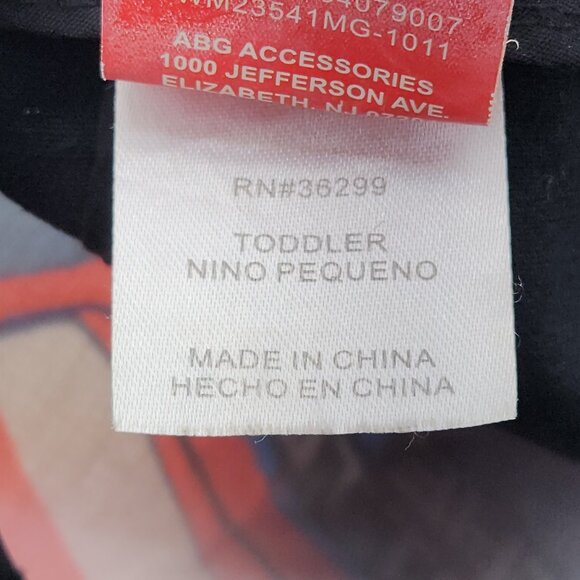 WM23541MG-1011
ABG ACCESSORIES
1000 JEFFERSON AVE.
ELIZABETH, NJ
RN#36299
TODDLER
NINO PEQUENO
MADE IN CHINA
HECHO EN CHINA